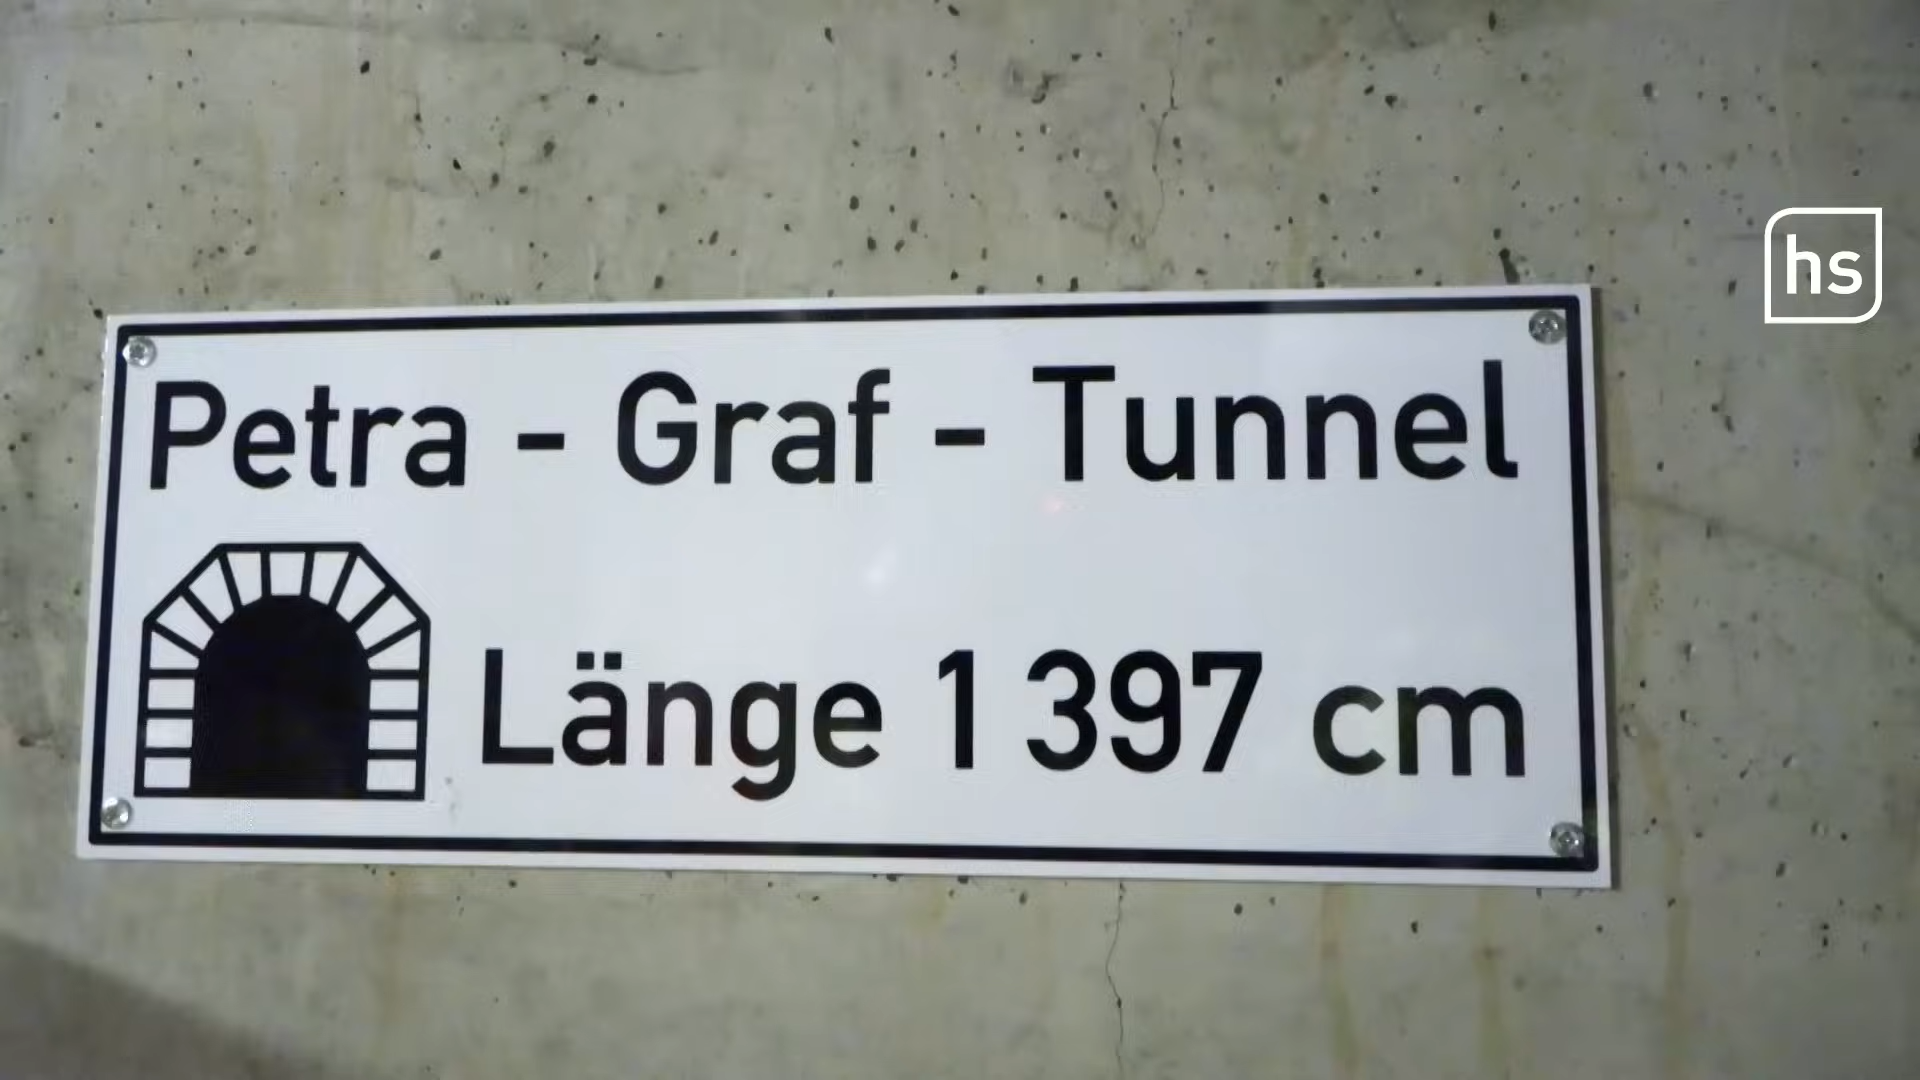 hs
Petra - Graf - Tunnel
Länge 1 397 cm